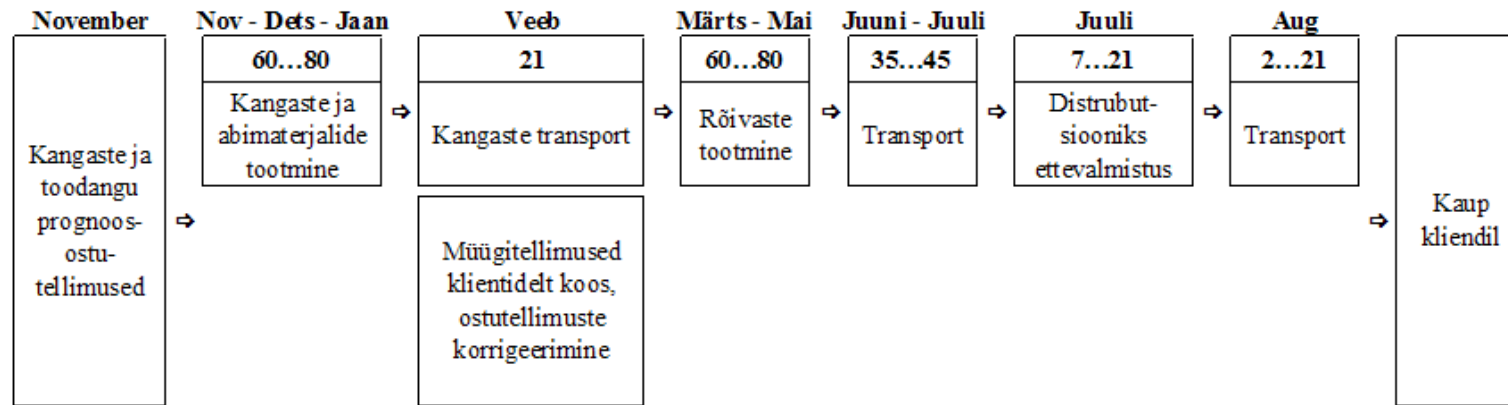 November
Kangaste ja
toodangu
prognoos-
ostu-
tellimused
Nov - Dets - Jaan
60...80
Kangaste ja
abimaterjalide
tootmine
Veeb
21
Kangaste transport
Müügitellimused
klientidelt koos,
ostutellimuste
korrigeerimine
Märts - Mai
60...80
Rõivaste
tootmine
Juuni - Juuli
35...45
Transport
Juuli
7...21
Distrubut-
siooniks
ettevalmistus
Aug
2...21
Transport
Kaup
kliendil